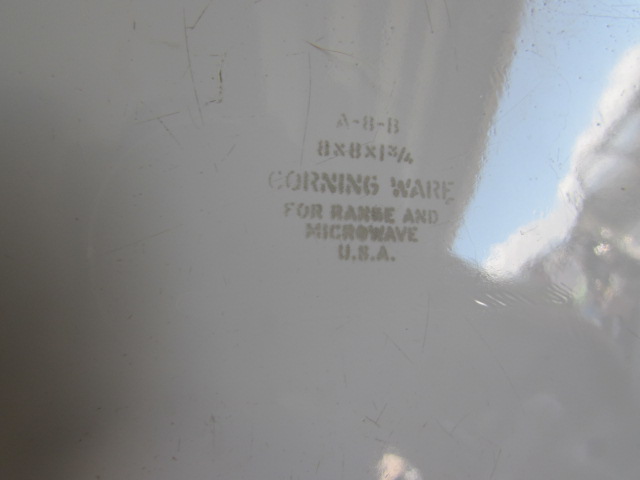 A-8-B
8X8X1¾
CORNING WARE
FOR RANGE AND
MICROWAVE
U.S.A.